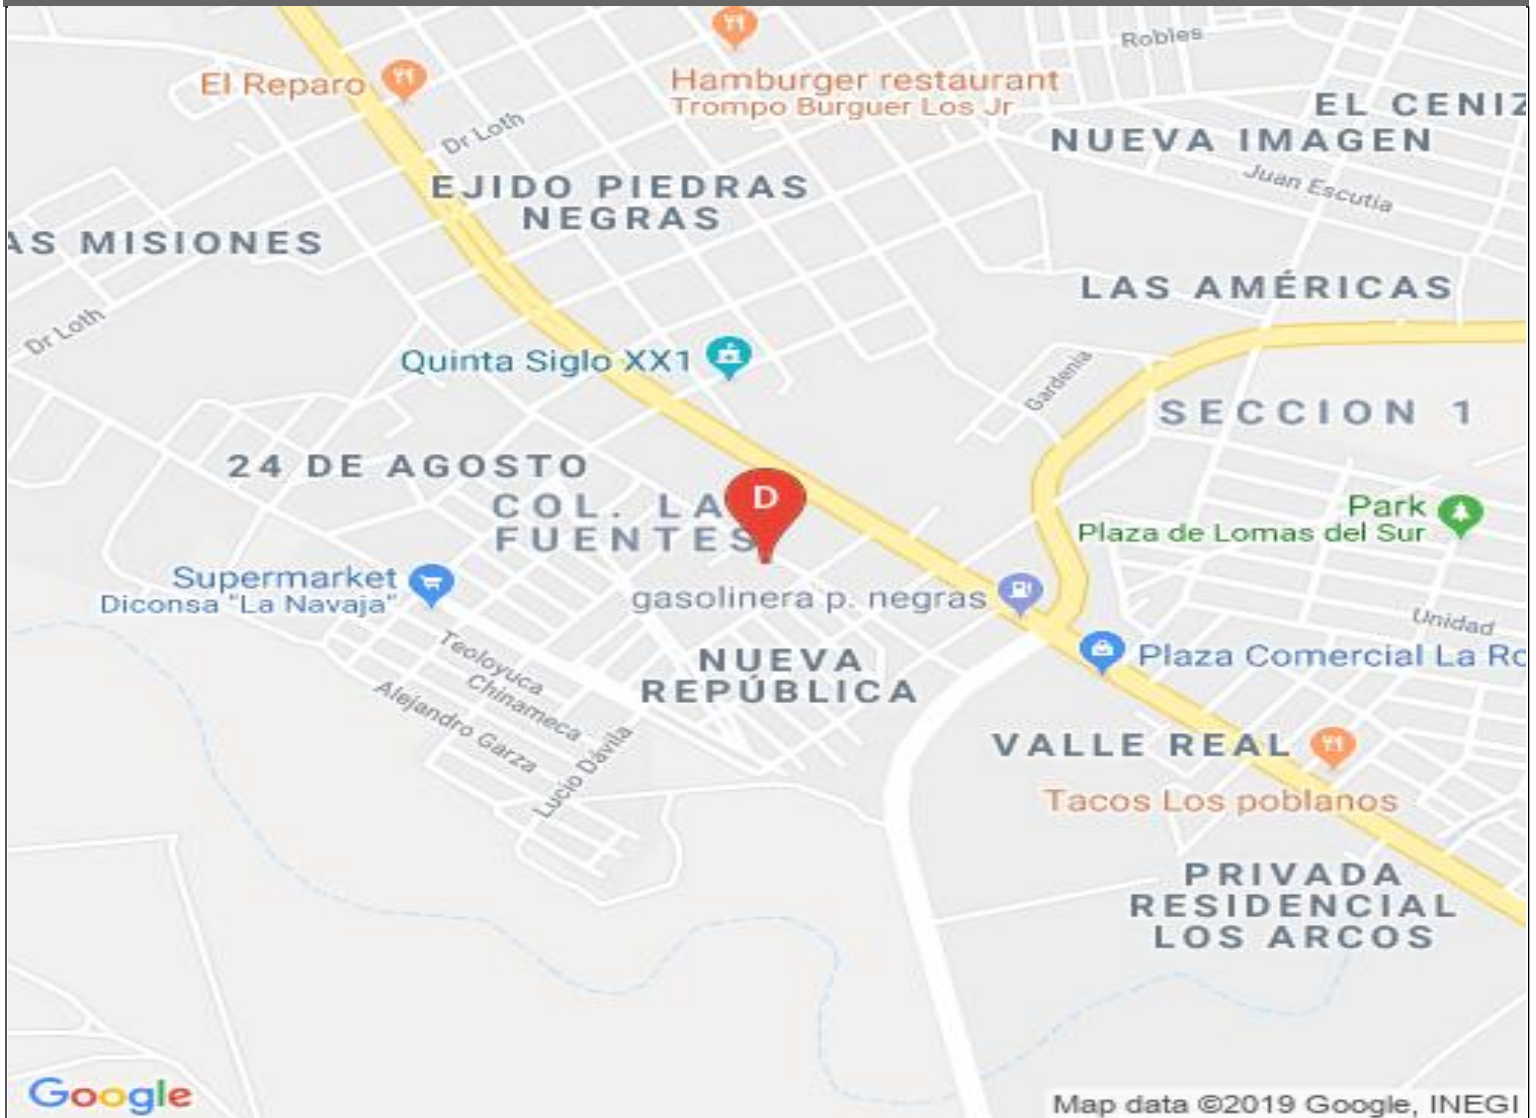 Robles
El Reparo
Hamburger restaurant
Trompo Burguer Los Jr
EL CENIZ
NUEVA IMAGEN
Dr Loth
Juan Escutia
EJIDO PIEDRAS
NEGRAS
AS MISIONES
LAS AMÉRICAS
Dr Loth
Quinta Siglo XX1
Gardenia
SECCION 1
24 DE AGOSTO
COL. LA
FUENTES
D
Park
Plaza de Lomas del Sur
Supermarket
Diconsa "La Navaja"
gasolinera p. negras
Unidad
Teoloyuca
Chinameca
Alejandro Garza
Lucio Dávila
NUEVA
REPÚBLICA
Plaza Comercial La Ro
VALLE REAL
Tacos Los poblanos
PRIVADA
RESIDENCIAL
LOS ARCOS
Google
Map data ©2019 Google, INEGI